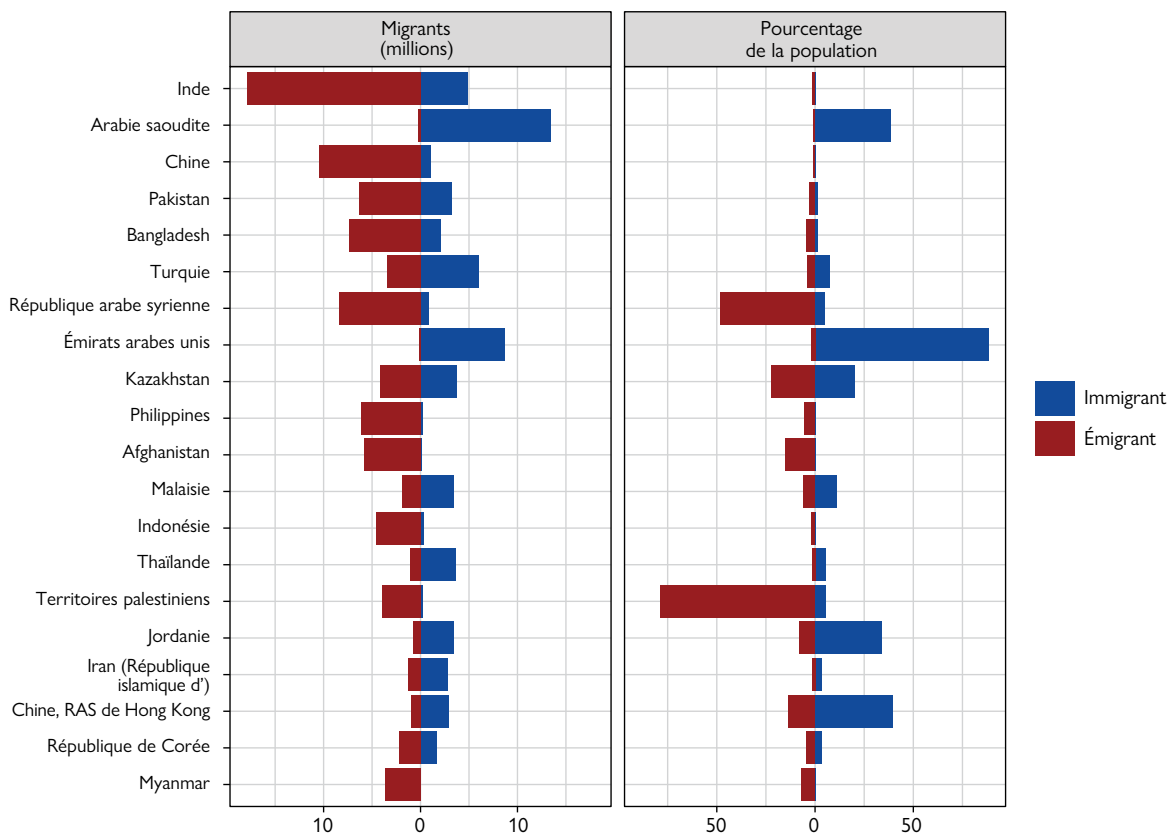 Migrants
(millions)
Pourcentage
de la population
Inde
Arabie saoudite
Chine
Pakistan
Bangladesh
Turquie
République arabe syrienne
Émirats arabes unis
Kazakhstan
Philippines
Afghanistan
Malaisie
Indonésie
Thaïlande
Territoires palestiniens
Jordanie
Iran (République
islamique d’)
Chine, RAS de Hong Kong
République de Corée
Myanmar
10 0 10
50 0 50
Immigrant
Émigrant